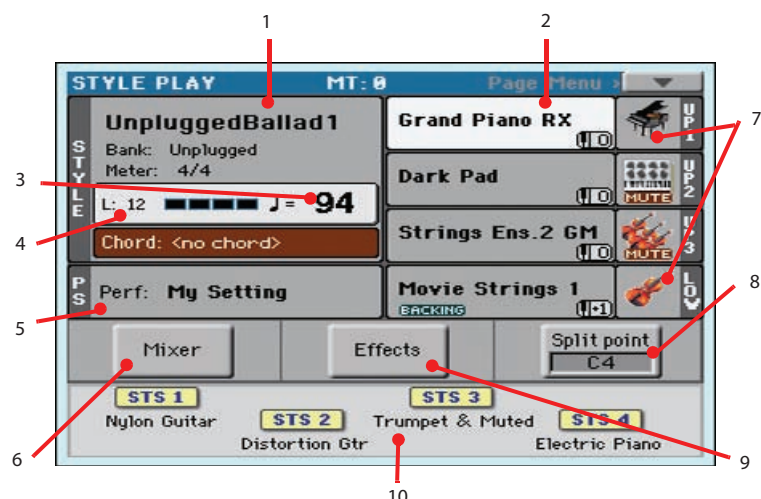 1
2
STYLE PLAY MT: 0 Page Menu
STYLE
UnpluggedBallad1
Bank: Unplugged
Meter: 4/4
L: 12 ♩= 94
Chord: <no chord>
Grand Piano RX
0
UP1
Dark Pad
0
MUTE
UP2
Strings Ens.2 GM
0
MUTE
UP3
PS
Perf: My Setting
Movie Strings 1
BACKING
+1
LOW
Mixer
Effects
Split point
C4
STS 1
Nylon Guitar
STS 2
Distortion Gtr
STS 3
Trumpet & Muted
STS 4
Electric Piano
3
4
5
6
7
8
9
10